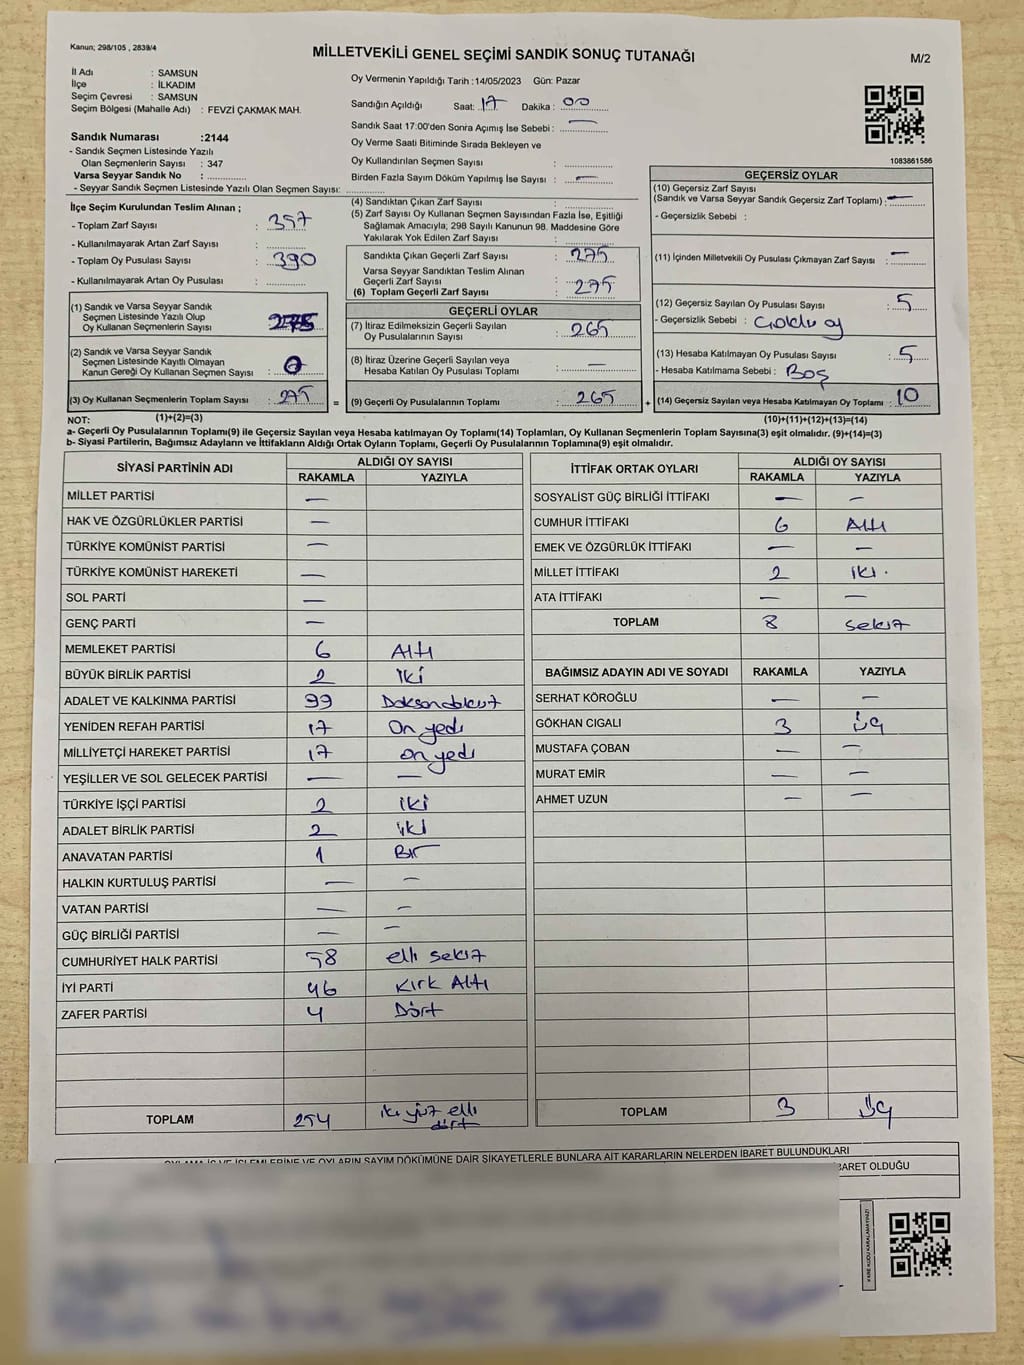 Kanun; 298/105 , 2839/4
MİLLETVEKİLİ GENEL SEÇİMİ SANDIK SONUÇ TUTANAĞI
M/2
İl Adı : SAMSUN
İlçe : İLKADIM
Seçim Çevresi : SAMSUN
Seçim Bölgesi (Mahalle Adı) : FEVZİ ÇAKMAK MAH.
Oy Vermenin Yapıldığı Tarih :14/05/2023 Gün: Pazar
Sandığın Açıldığı Saat: 17 Dakika : 00
Sandık Saat 17:00'den Sonra Açımış İse Sebebi : —
Oy Verme Saati Bitiminde Sırada Bekleyen ve
Oy Kullandırılan Seçmen Sayısı :
Birden Fazla Sayım Döküm Yapılmış İse Sayısı : —
Sandık Numarası :2144
- Sandık Seçmen Listesinde Yazılı
Olan Seçmenlerin Sayısı : 347
Varsa Seyyar Sandık No :
- Seyyar Sandık Seçmen Listesinde Yazılı Olan Seçmen Sayısı:
1083861586
İlçe Seçim Kurulundan Teslim Alınan ;
- Toplam Zarf Sayısı : 357
- Kullanılmayarak Artan Zarf Sayısı :
- Toplam Oy Pusulası Sayısı : 390
- Kullanılmayarak Artan Oy Pusulası :
(1) Sandık ve Varsa Seyyar Sandık
Seçmen Listesinde Yazılı Olup
Oy Kullanan Seçmenlerin Sayısı : 275
(2) Sandık ve Varsa Seyyar Sandık
Seçmen Listesinde Kayıtlı Olmayan
Kanun Gereği Oy Kullanan Seçmen Sayısı : 0
(3) Oy Kullanan Seçmenlerin Toplam Sayısı : 275 =
(4) Sandıktan Çıkan Zarf Sayısı :
(5) Zarf Sayısı Oy Kullanan Seçmen Sayısından Fazla İse, Eşitliği
Sağlamak Amacıyla, 298 Sayılı Kanunun 98. Maddesine Göre
Yakılarak Yok Edilen Zarf Sayısı :
Sandıkta Çıkan Geçerli Zarf Sayısı : 275
Varsa Seyyar Sandıktan Teslim Alınan
Geçerli Zarf Sayısı :
(6) Toplam Geçerli Zarf Sayısı : 275
GEÇERLİ OYLAR
(7) İtiraz Edilmeksizin Geçerli Sayılan
Oy Pusulalarının Sayısı : 265
(8) İtiraz Üzerine Geçerli Sayılan veya
Hesaba Katılan Oy Pusulası Toplamı : —
(9) Geçerli Oy Pusulalarının Toplamı : 265 +
GEÇERSİZ OYLAR
(10) Geçersiz Zarf Sayısı
(Sandık ve Varsa Seyyar Sandık Geçersiz Zarf Toplamı) : —
- Geçersizlik Sebebi :
(11) İçinden Milletvekili Oy Pusulası Çıkmayan Zarf Sayısı : —
(12) Geçersiz Sayılan Oy Pusulası Sayısı : 5
- Geçersizlik Sebebi : Çoklu oy
(13) Hesaba Katılmayan Oy Pusulası Sayısı : 5
- Hesaba Katılmama Sebebi : Boş
(14) Geçersiz Sayılan veya Hesaba Katılmayan Oy Toplamı : 10
NOT: (1)+(2)=(3) (10)+(11)+(12)+(13)=(14)
a- Geçerli Oy Pusulalarının Toplamı(9) ile Geçersiz Sayılan veya Hesaba katılmayan Oy Toplamı(14) Toplamları, Oy Kullanan Seçmenlerin Toplam Sayısına(3) eşit olmalıdır. (9)+(14)=(3)
b- Siyasi Partilerin, Bağımsız Adayların ve İttifakların Aldığı Ortak Oyların Toplamı, Geçerli Oy Pusulalarının Toplamına(9) eşit olmalıdır.
SİYASİ PARTİNİN ADI ALDIĞI OY SAYISI
RAKAMLA YAZIYLA
MİLLET PARTİSİ —
HAK VE ÖZGÜRLÜKLER PARTİSİ —
TÜRKİYE KOMÜNİST PARTİSİ —
TÜRKİYE KOMÜNİST HAREKETİ —
SOL PARTİ —
GENÇ PARTİ —
MEMLEKET PARTİSİ 6 Altı
BÜYÜK BİRLİK PARTİSİ 2 İki
ADALET VE KALKINMA PARTİSİ 99 Doksandokuz
YENİDEN REFAH PARTİSİ 17 On yedi
MİLLİYETÇİ HAREKET PARTİSİ 17 on yedi
YEŞİLLER VE SOL GELECEK PARTİSİ — —
TÜRKİYE İŞÇİ PARTİSİ 2 iki
ADALET BİRLİK PARTİSİ 2 iki
ANAVATAN PARTİSİ 1 Bir
HALKIN KURTULUŞ PARTİSİ — —
VATAN PARTİSİ — —
GÜÇ BİRLİĞİ PARTİSİ — —
CUMHURİYET HALK PARTİSİ 58 elli sekiz
İYİ PARTİ 46 Kırk Altı
ZAFER PARTİSİ 4 Dört
TOPLAM 254 iki yüz elli
dört
İTTİFAK ORTAK OYLARI ALDIĞI OY SAYISI
RAKAMLA YAZIYLA
SOSYALİST GÜÇ BİRLİĞİ İTTİFAKI — —
CUMHUR İTTİFAKI 6 Altı
EMEK VE ÖZGÜRLÜK İTTİFAKI — —
MİLLET İTTİFAKI 2 iki.
ATA İTTİFAKI — —
TOPLAM 8 sekiz
BAĞIMSIZ ADAYIN ADI VE SOYADI RAKAMLA YAZIYLA
SERHAT KÖROĞLU — —
GÖKHAN CIGALI 3 üç
MUSTAFA ÇOBAN — —
MURAT EMİR — —
AHMET UZUN — —
TOPLAM 3 üç
OYLAMA İŞ VE İŞLEMLERİNE VE OYLARIN SAYIM DÖKÜMÜNE DAİR ŞİKAYETLERLE BUNLARA AİT KARARLARIN NELERDEN İBARET BULUNDUKLARI
İBARET OLDUĞU